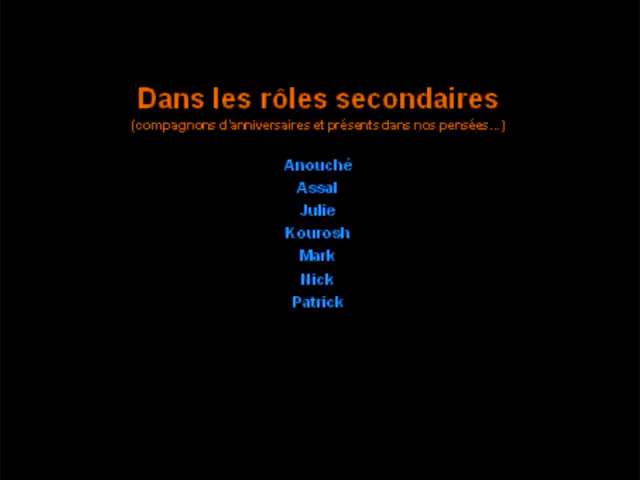 Dans les rôles secondaires
(compagnons d'anniversaires et présents dans nos pensées...)
Anouché
Assal
Julie
Kourosh
Mark
Nick
Patrick